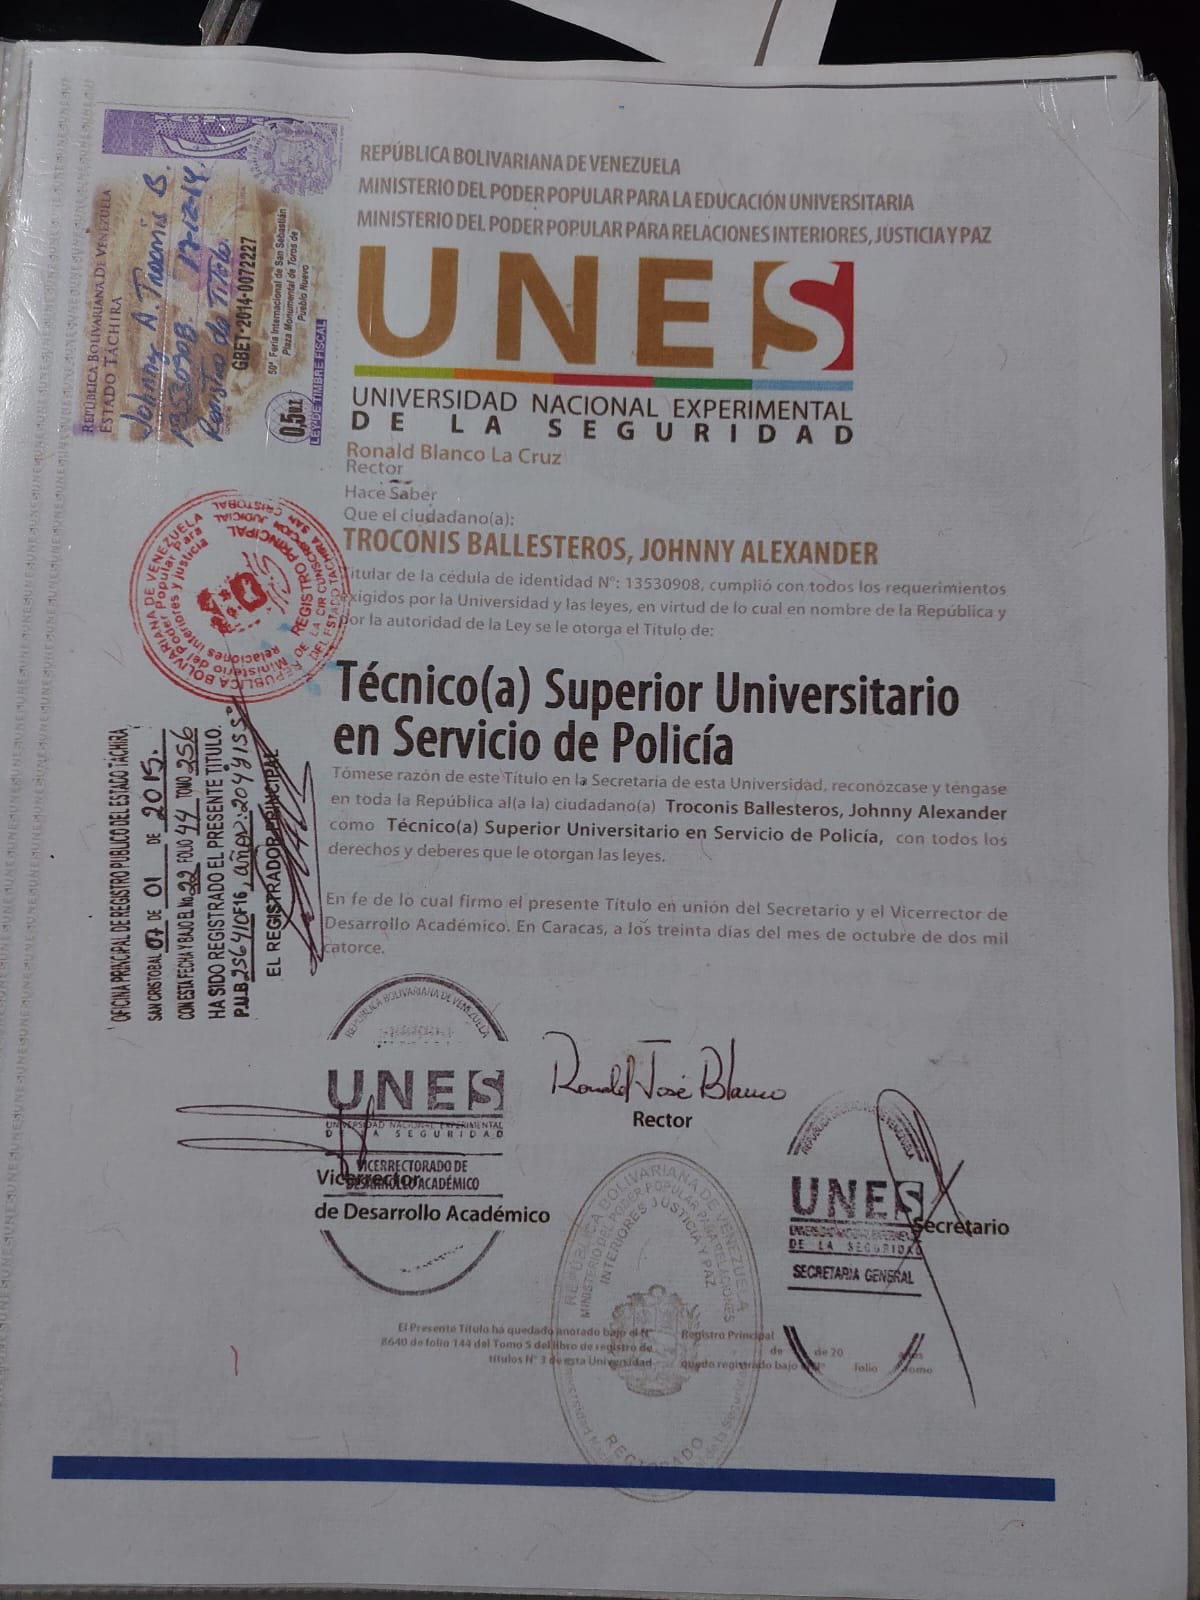 REPÚBLICA BOLIVARIANA DE VENEZUELA
MINISTERIO DEL PODER POPULAR PARA LA EDUCACIÓN UNIVERSITARIA
MINISTERIO DEL PODER POPULAR PARA RELACIONES INTERIORES, JUSTICIA Y PAZ
UNES
UNIVERSIDAD NACIONAL EXPERIMENTAL
DE LA SEGURIDAD
REPÚBLICA BOLIVARIANA DE VENEZUELA
ESTADO TÁCHIRA
Johnny A. Troconis B.
13530908. 17-12-14.
Registro de Titulo.
GBET-2014-0072227
50ª Feria Internacional de San Sebastián
Plaza Monumental de Toros de
Pueblo Nuevo
0,5 U.T.
LEY DE TIMBRE FISCAL
Ronald Blanco La Cruz
Rector
Hace Saber
Que el ciudadano(a):
TROCONIS BALLESTEROS, JOHNNY ALEXANDER
titular de la cédula de identidad N°: 13530908, cumplió con todos los requerimientos
exigidos por la Universidad y las leyes, en virtud de lo cual en nombre de la República y
por la autoridad de la Ley se le otorga el Título de:
REPUBLICA BOLIVARIANA DE VENEZUELA
Ministerio del Poder Popular Para
Relaciones Interiores y Justicia
REGISTRO PRINCIPAL
DE LA CIRCUNSCRIPCION JUDICIAL
DEL ESTADO TACHIRA SAN CRISTOBAL
Técnico(a) Superior Universitario
en Servicio de Policía
Tómese razón de este Título en la Secretaría de esta Universidad, reconózcase y téngase
en toda la República al(a la) ciudadano(a) Troconis Ballesteros, Johnny Alexander
como Técnico(a) Superior Universitario en Servicio de Policía, con todos los
derechos y deberes que le otorgan las leyes.
En fe de lo cual firmo el presente Título en unión del Secretario y el Vicerrector de
Desarrollo Académico. En Caracas, a los treinta días del mes de octubre de dos mil
catorce.
OFICINA PRINCIPAL DE REGISTRO PUBLICO DEL ESTADO TÁCHIRA
SAN CRISTOBAL 07 DE 01 DE 2015.
CON ESTA FECHA Y BAJO EL No. 22 FOLIO 44 TOMO 256
HA SIDO REGISTRADO EL PRESENTE TITULO.
EL REGISTRADOR PRINCIPAL
REPUBLICA BOLIVARIANA DE VENEZUELA
UNES
UNIVERSIDAD NACIONAL EXPERIMENTAL
DE LA SEGURIDAD
VICERRECTORADO DE
DESARROLLO ACADÉMICO
Vicerrector
de Desarrollo Académico
Ronald José Blanco
Rector
UNES
DE LA SEGURIDAD
SECRETARIA GENERAL
Secretario
REPÚBLICA BOLIVARIANA DE VENEZUELA
MINISTERIO DEL PODER POPULAR PARA RELACIONES
INTERIORES JUSTICIA Y PAZ
RECTORADO
El Presente Título ha quedado anotado bajo el N°
8640 de folio 144 del Tomo 5 del libro de registro de
títulos N° 3 de esta Universidad
Registro Principal
de de 20
quedo registrado bajo folio Tomo